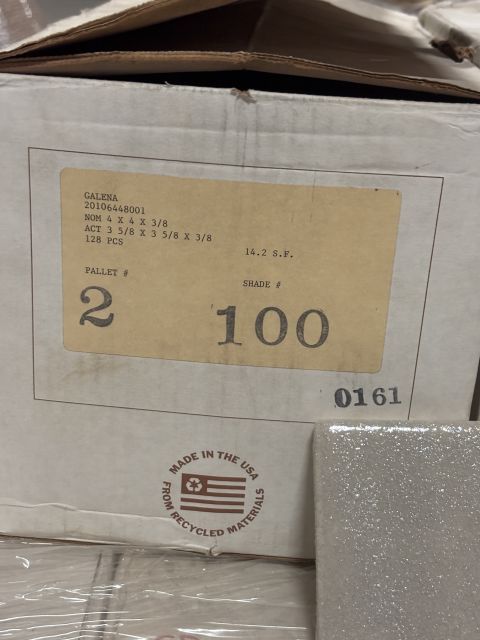 GALENA
20106448001
NOM 4 X 4 X 3/8
ACT 3 5/8 X 3 5/8 X 3/8
128 PCS
14.2 S.F.
PALLET #
SHADE #
2
100
0161
MADE IN THE USA
FROM RECYCLED MATERIALS